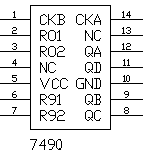 1 CKB CKA 14
2 R01 NC 13
3 R02 QA 12
4 NC QD 11
5 VCC GND 10
6 R91 QB 9
7 R92 QC 8
7490